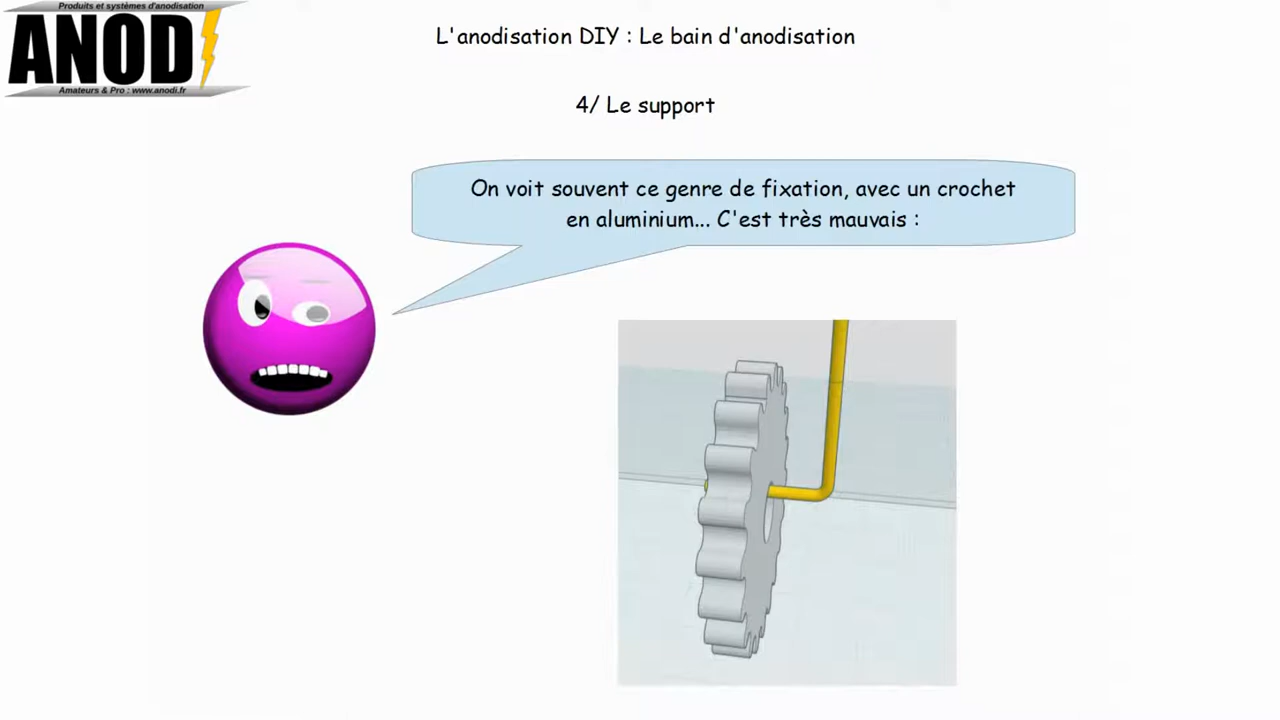 Produits et systèmes d'anodisation
ANODI
Amateurs & Pro : www.anodi.fr
L'anodisation DIY : Le bain d'anodisation
4/ Le support
On voit souvent ce genre de fixation, avec un crochet
en aluminium... C'est très mauvais :